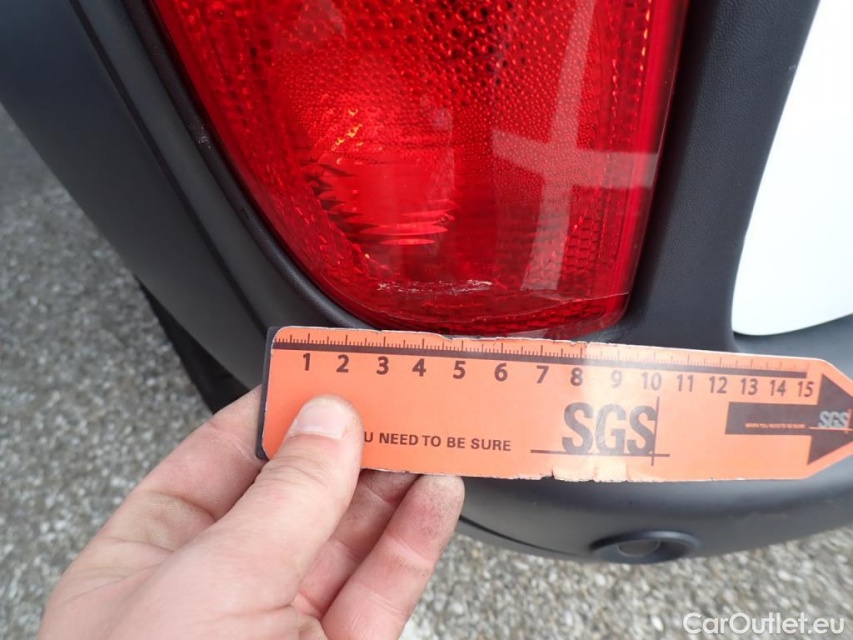 1 2 3 4 5 6 7 8 9 10 11 12 13 14 15
U NEED TO BE SURE
SGS
SGS
CarOutlet.eu